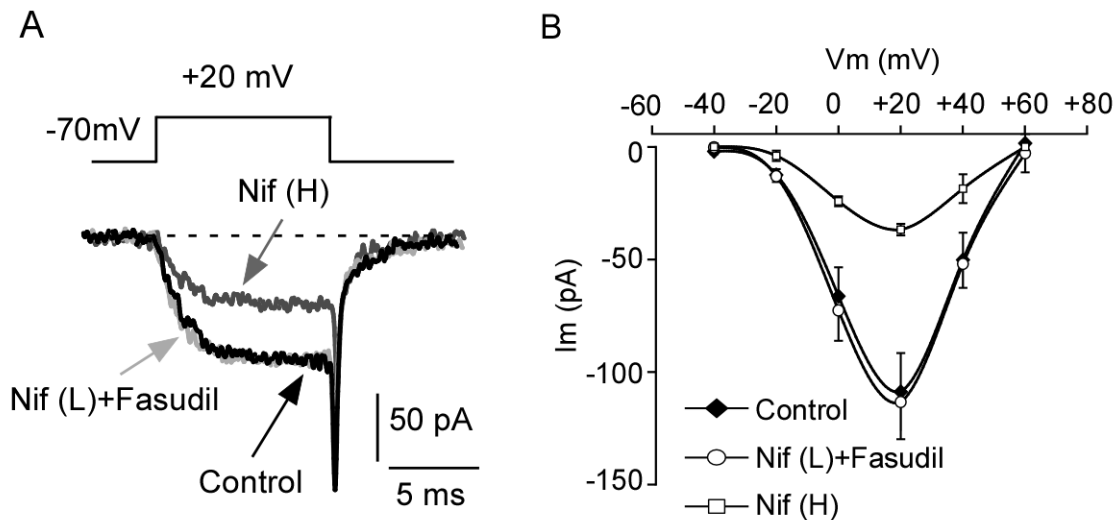 A
+20 mV
-70mV
Nif (H)
Nif (L)+Fasudil
Control
50 pA
5 ms
B
Vm (mV)
-60 -40 -20 0 +20 +40 +60 +80
0
-50
-100
-150
Im (pA)
Control
Nif (L)+Fasudil
Nif (H)